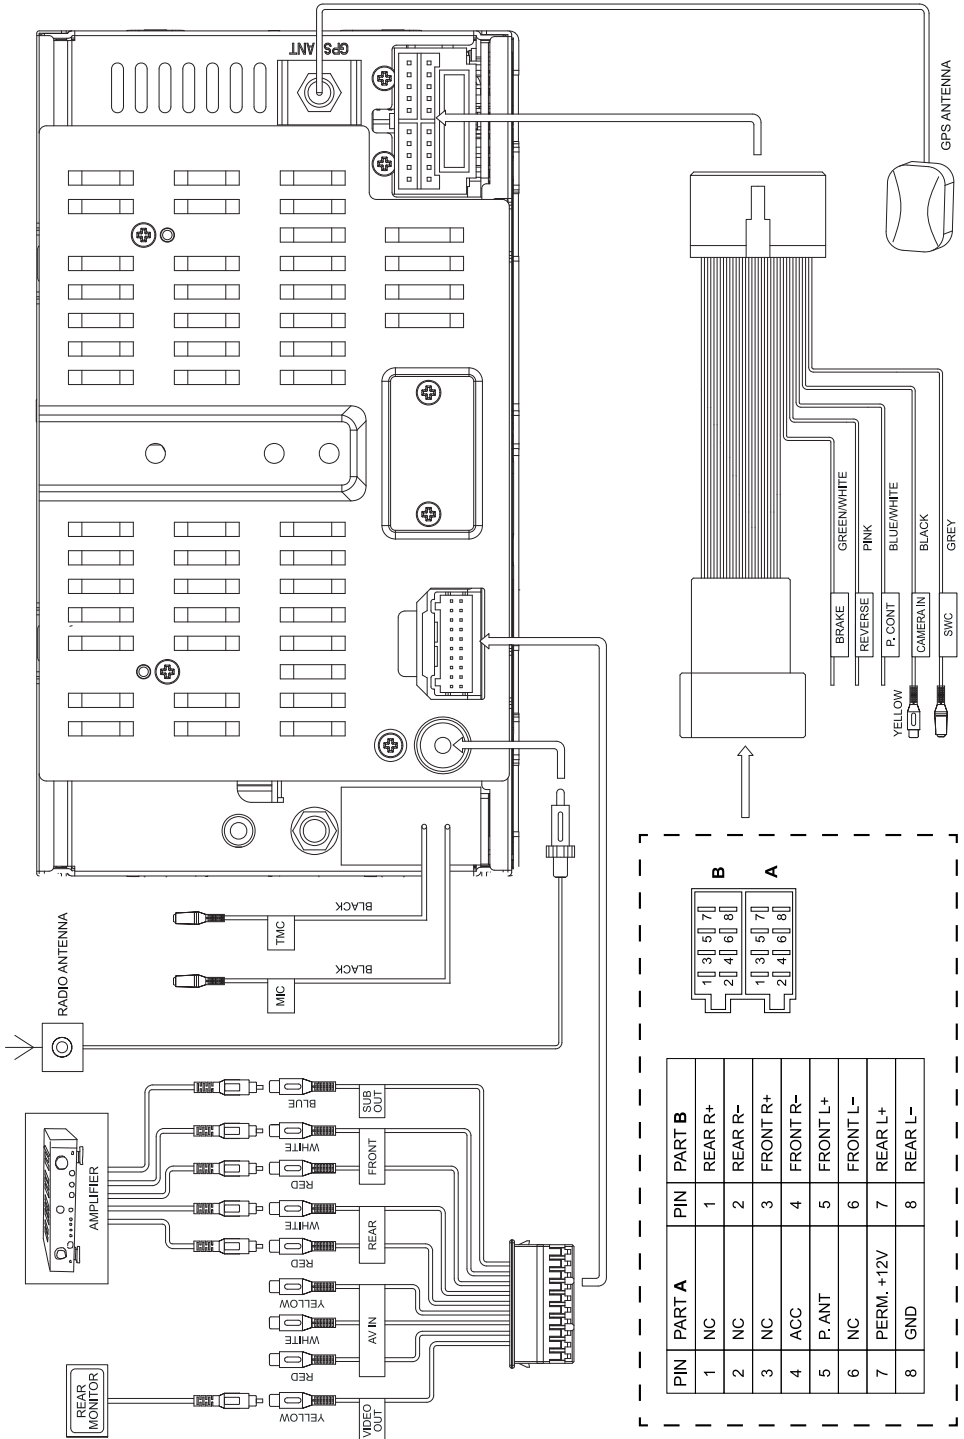 GPS ANT
GPS ANTENNA
BRAKE
GREEN/WHITE
REVERSE
PINK
P. CONT
BLUE/WHITE
CAMERA IN
BLACK
YELLOW
SWC
GREY
RADIO ANTENNA
TMC
BLACK
MIC
BLACK
AMPLIFIER
REAR
MONITOR
SUB
OUT
BLUE
FRONT
WHITE
RED
REAR
WHITE
RED
AV IN
YELLOW
WHITE
RED
VIDEO
OUT
YELLOW
B
1 3 5 7
2 4 6 8
A
1 3 5 7
2 4 6 8
PIN PART A PIN PART B
1 NC 1 REAR R+
2 NC 2 REAR R–
3 NC 3 FRONT R+
4 ACC 4 FRONT R–
5 P. ANT 5 FRONT L+
6 NC 6 FRONT L–
7 PERM. +12V 7 REAR L+
8 GND 8 REAR L–